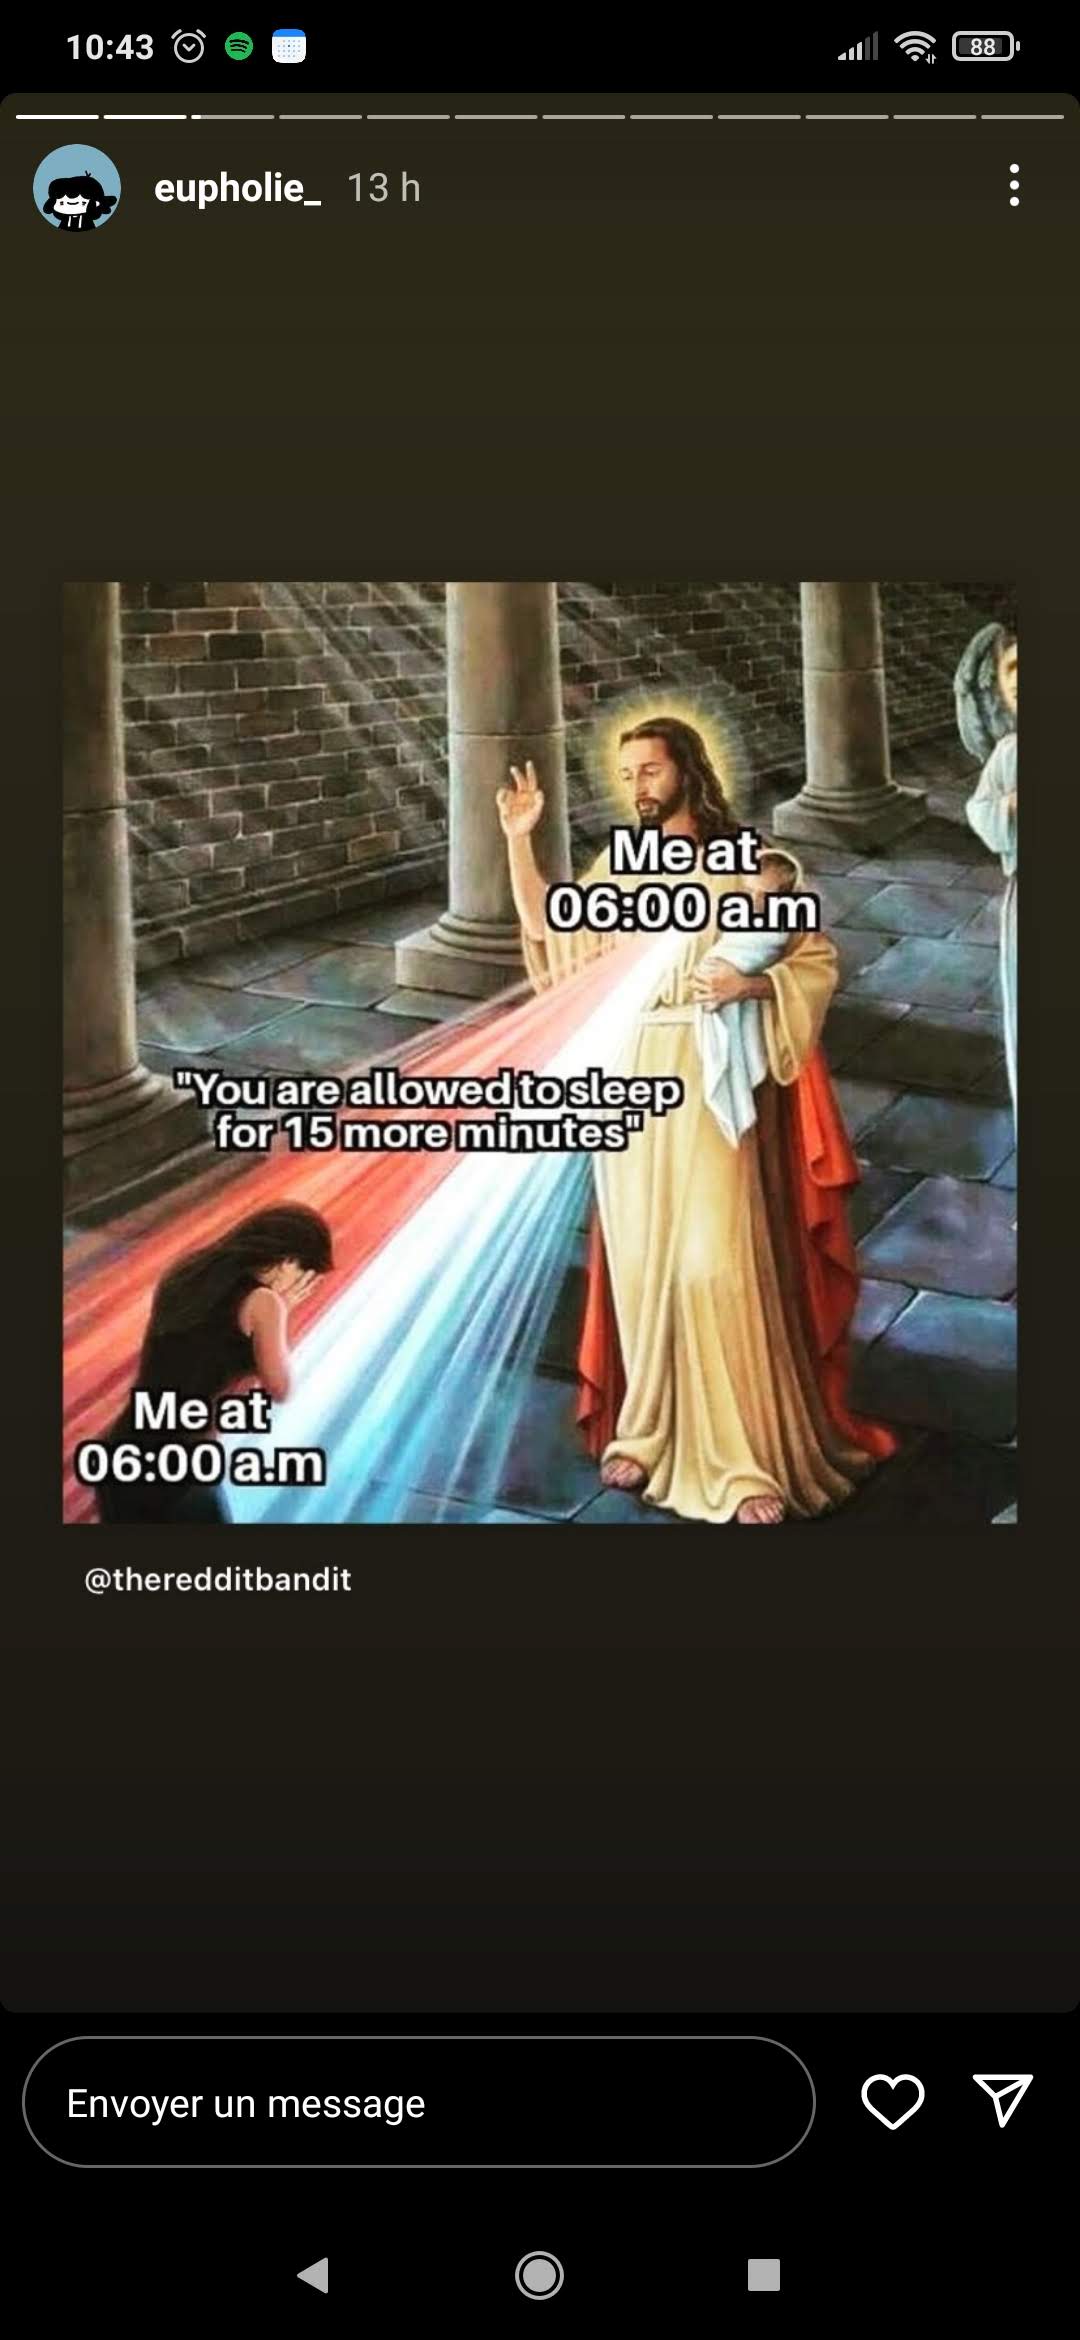 10:43
88
eupholie_ 13 h
Me at
06:00 a.m
"You are allowed to sleep
for 15 more minutes"
Me at
06:00 a.m
@theredditbandit
Envoyer un message